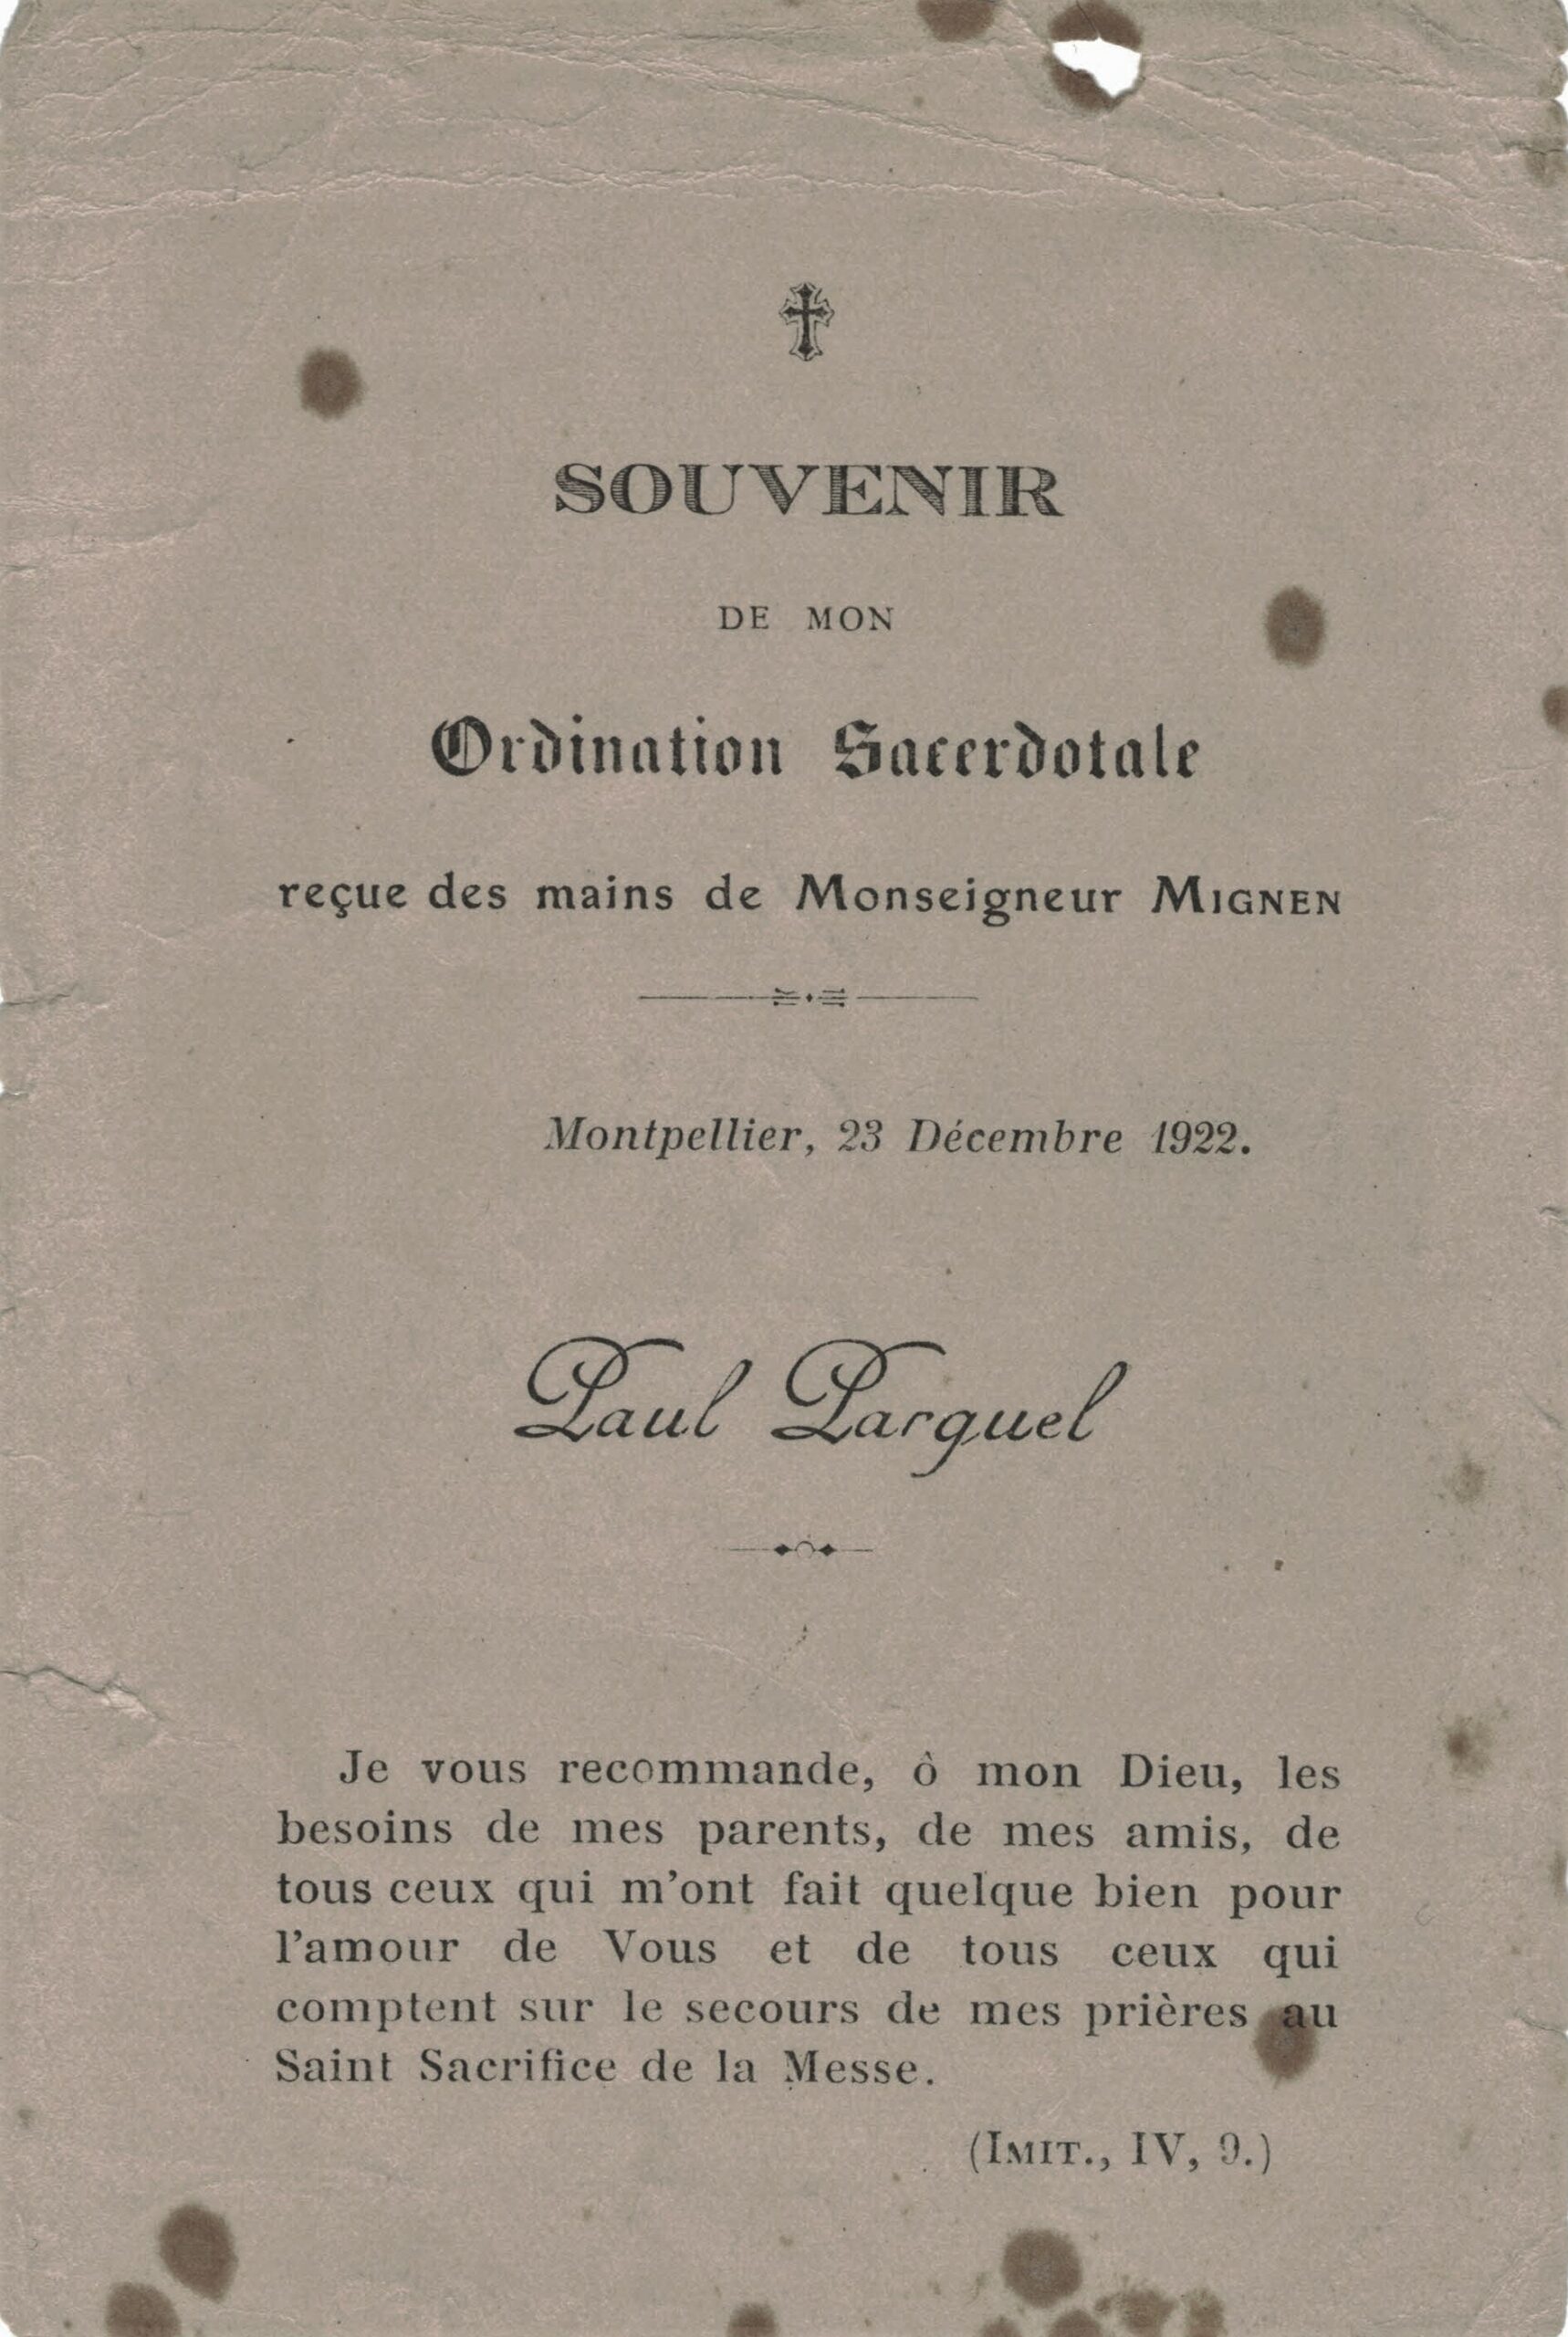 SOUVENIR
DE MON
Ordination Sacerdotale
reçue des mains de Monseigneur MIGNEN
Montpellier, 23 Décembre 1922.
Paul Parguel
Je vous recommande, ô mon Dieu, les
besoins de mes parents, de mes amis, de
tous ceux qui m'ont fait quelque bien pour
l'amour de Vous et de tous ceux qui
comptent sur le secours de mes prières au
Saint Sacrifice de la Messe.
(IMIT., IV, 9.)